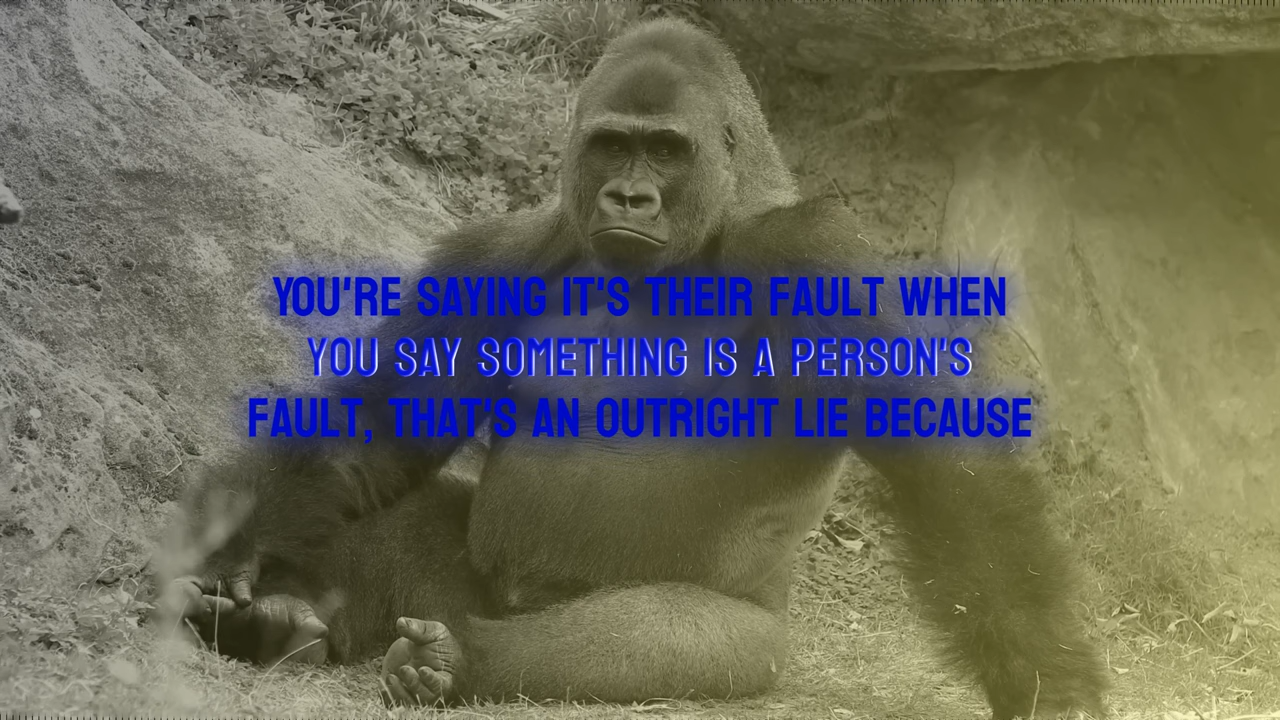 YOU'RE SAYING IT'S THEIR FAULT WHEN
YOU SAY SOMETHING IS A PERSON'S
FAULT, THAT'S AN OUTRIGHT LIE BECAUSE